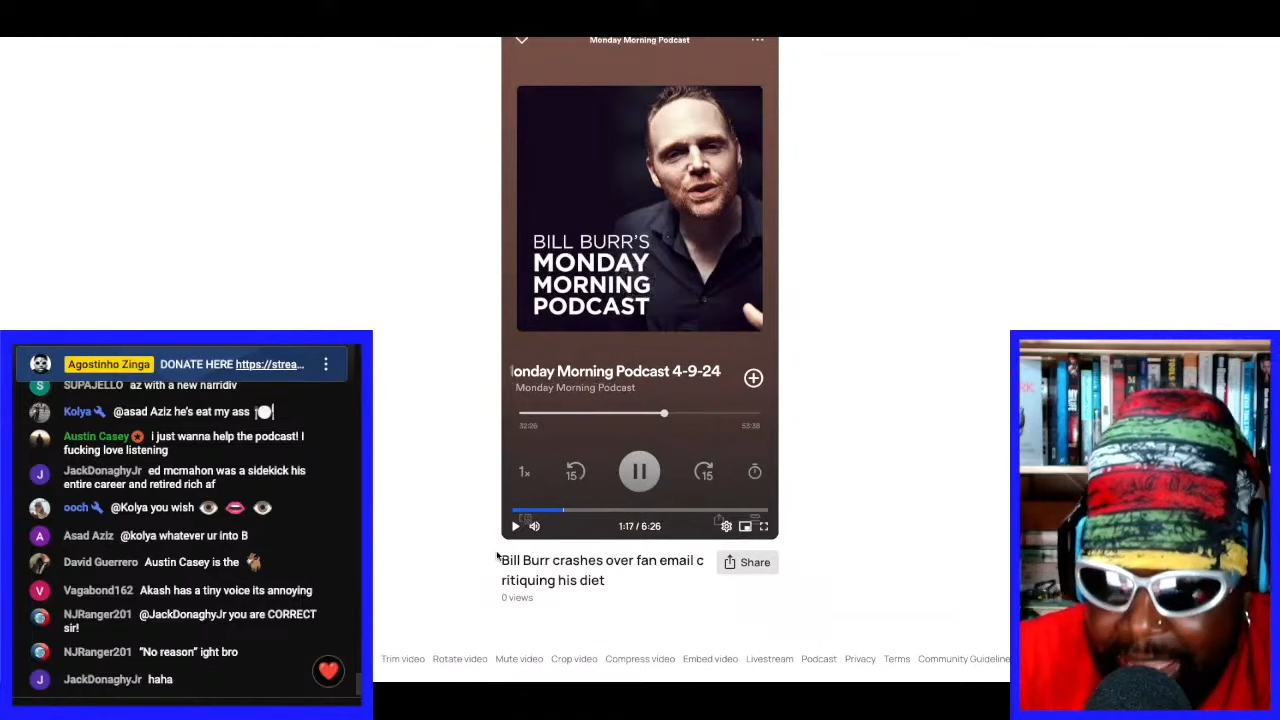 Monday Morning Podcast
BILL BURR'S
MONDAY
MORNING
PODCAST
onday Morning Podcast 4-9-24
Monday Morning Podcast
32:26
53:38
1x
15
15
1:17 / 6:26
Bill Burr crashes over fan email c
ritiquing his diet
Share
0 views
Trim video Rotate video Mute video Crop video Compress video Embed video Livestream Podcast Privacy Terms Community Guideline
Agostinho Zinga DONATE HERE https://strea...
SUPAJELLO az with a new narridiv
Kolya @asad Aziz he's eat my ass
Austin Casey i just wanna help the podcast! I
fucking love listening
JackDonaghyJr ed mcmahon was a sidekick his
entire career and retired rich af
ooch @Kolya you wish
Asad Aziz @kolya whatever ur into B
David Guerrero Austin Casey is the
Vagabond162 Akash has a tiny voice its annoying
NJRanger201 @JackDonaghyJr you are CORRECT
sir!
NJRanger201 "No reason" ight bro
JackDonaghyJr haha